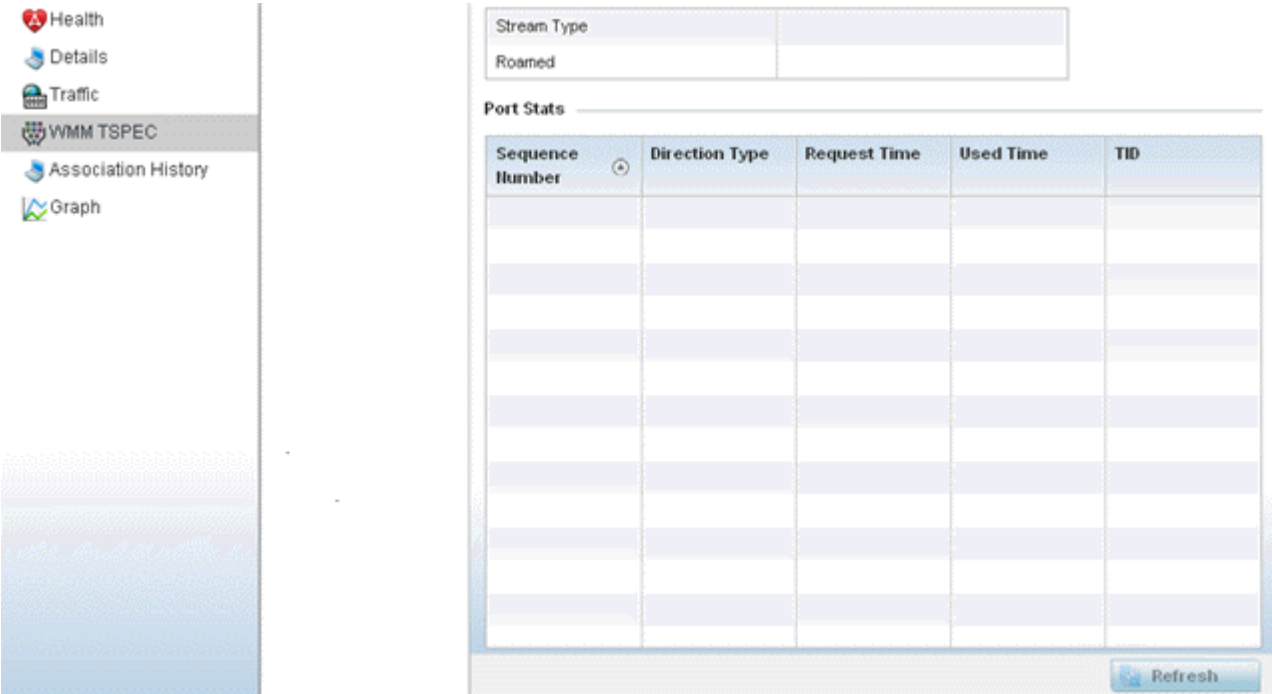 Health
Details
Traffic
WMM TSPEC
Association History
Graph
Stream Type
Roamed
Port Stats
Sequence Number
Direction Type
Request Time
Used Time
TID
Refresh